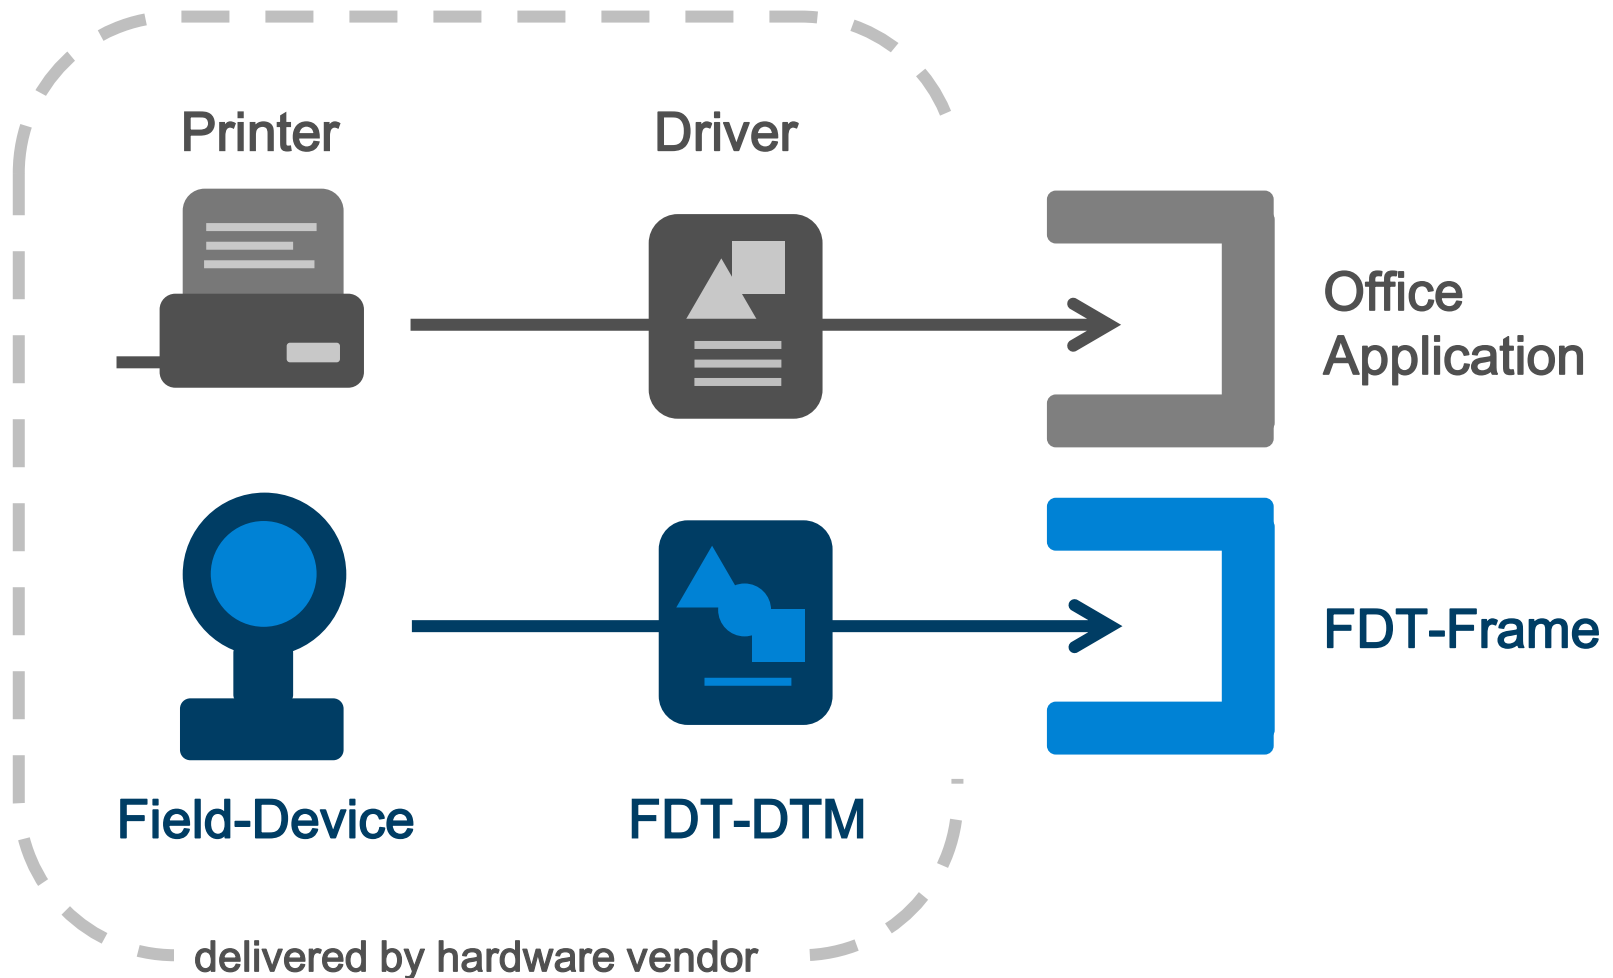 Printer
Driver
Office
Application
FDT-Frame
Field-Device
FDT-DTM
delivered by hardware vendor